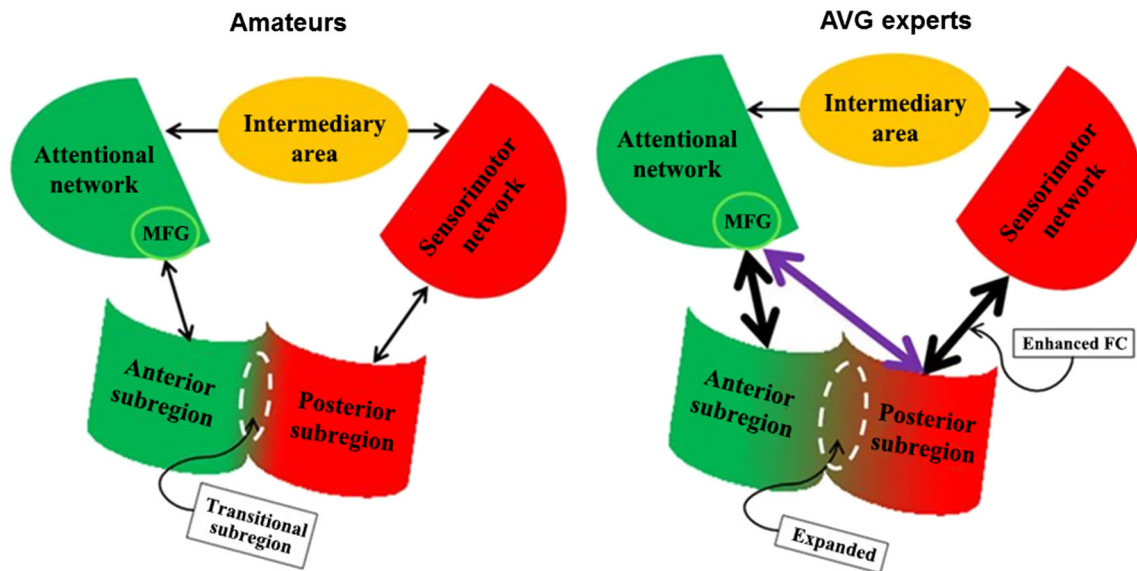 Amateurs
Intermediary
area
Attentional
network
MFG
Sensorimotor
network
Anterior
subregion
Posterior
subregion
Transitional
subregion
AVG experts
Intermediary
area
Attentional
network
MFG
Sensorimotor
network
Enhanced FC
Anterior
subregion
Posterior
subregion
Expanded